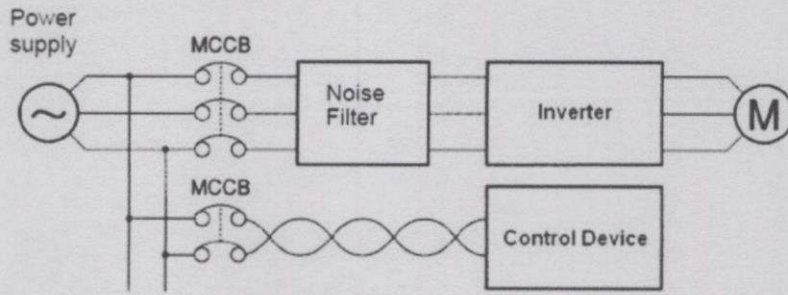 Power
supply
MCCB
Noise
Filter
Inverter
M
MCCB
Control Device